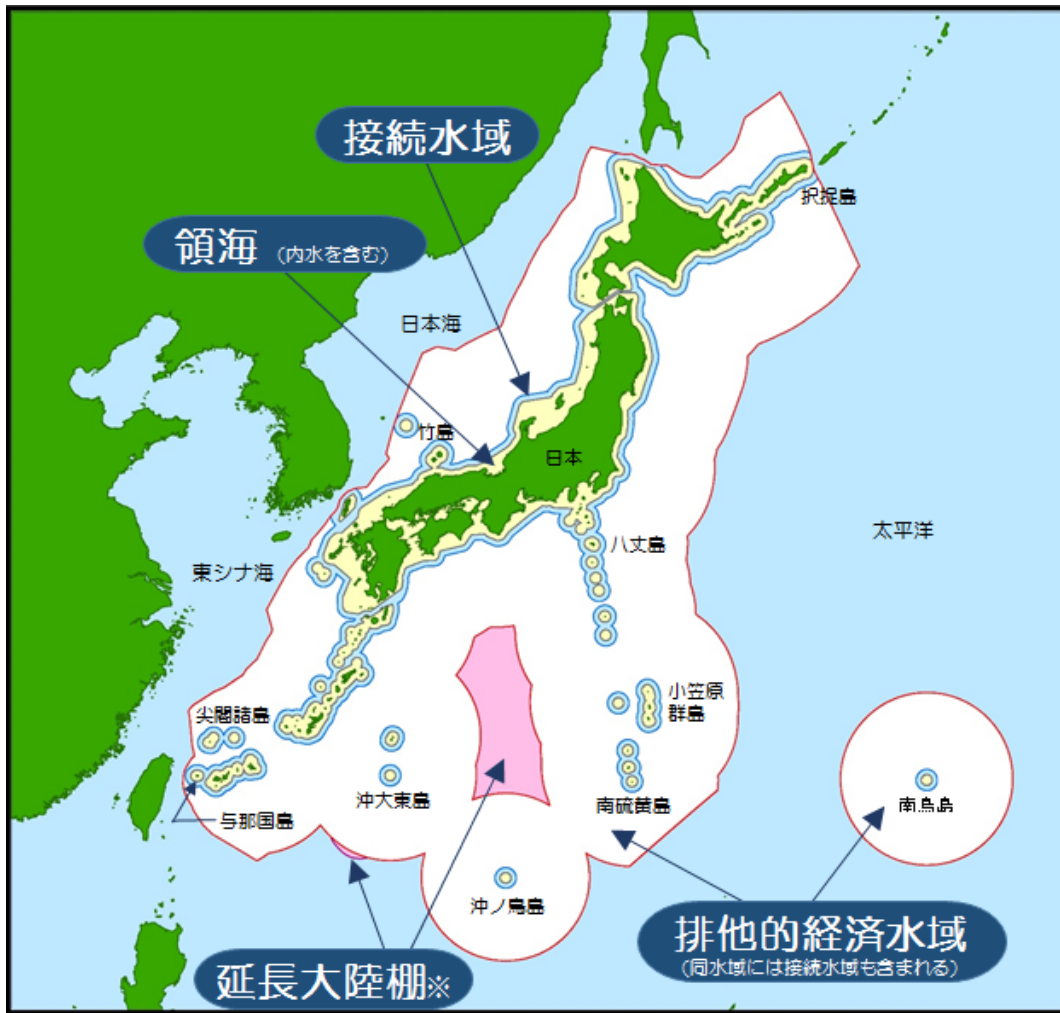 接続水域
択捉島
領海 (内水を含む)
日本海
竹島
日本
太平洋
八丈島
東シナ海
小笠原
群島
尖閣諸島
沖大東島
南硫黄島
南鳥島
与那国島
沖ノ鳥島
排他的経済水域
(同水域には接続水域も含まれる)
延長大陸棚※